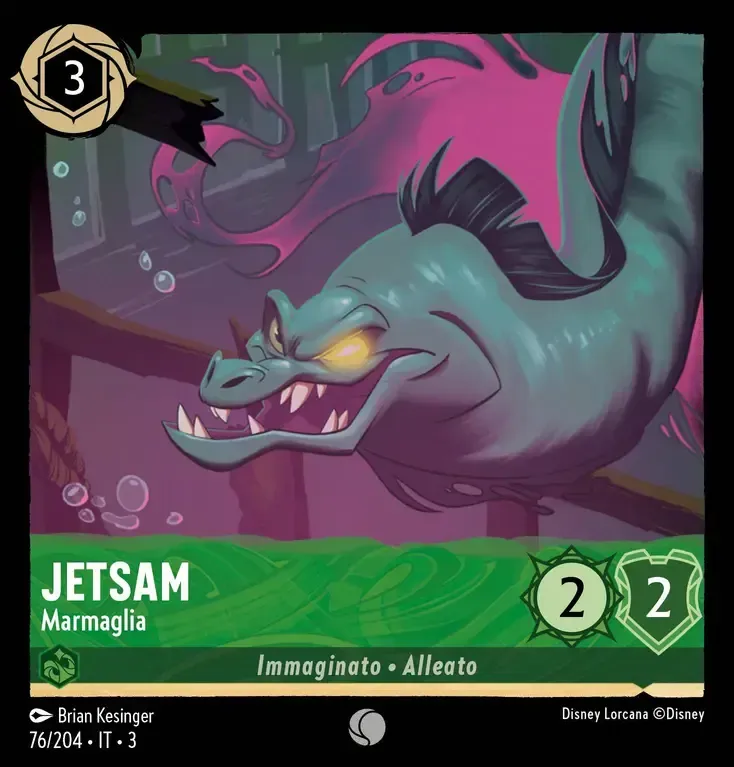 3
JETSAM
Marmaglia
2
2
Immaginato • Alleato
Brian Kesinger
Disney Lorcana ©Disney
76/204 • IT • 3